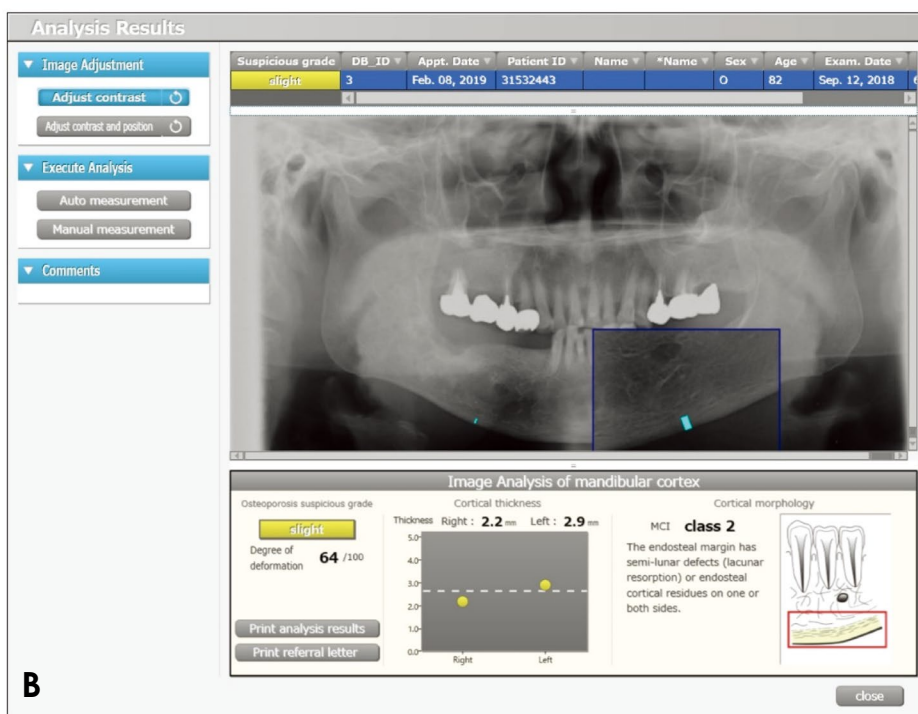 Analysis Results
Image Adjustment
Adjust contrast
Adjust contrast and position
Execute Analysis
Auto measurement
Manual measurement
Comments
Suspicious grade DB_ID Appt. Date Patient ID Name *Name Sex Age Exam. Date
slight 3 Feb. 08, 2019 31532443 O 82 Sep. 12, 2018
Image Analysis of mandibular cortex
Osteoporosis suspicious grade
slight
Degree of
deformation 64 /100
Print analysis results
Print referral letter
Cortical thickness
Thickness Right : 2.2 mm Left : 2.9 mm
5.0
4.0
3.0
2.0
1.0
0.0
Right Left
Cortical morphology
MCI class 2
The endosteal margin has
semi-lunar defects (lacunar
resorption) or endosteal
cortical residues on one or
both sides.
B
close